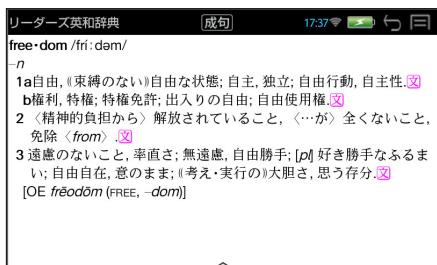 リーダーズ英和辞典 成句 17:37
free・dom /fríːdəm/
–n
1a自由,《束縛のない》自由な状態; 自主, 独立; 自由行動, 自主性.文
b権利, 特権; 特権免許; 出入りの自由; 自由使用権.文
2 〈精神的負担から〉解放されていること, 〈…が〉全くないこと,
免除〈from〉.文
3 遠慮のないこと, 率直さ; 無遠慮, 自由勝手; [pl] 好き勝手なふるま
い; 自由自在, 意のまま; 《考え・実行の》大胆さ, 思う存分.文
[OE frēodōm (FREE, –dom)]